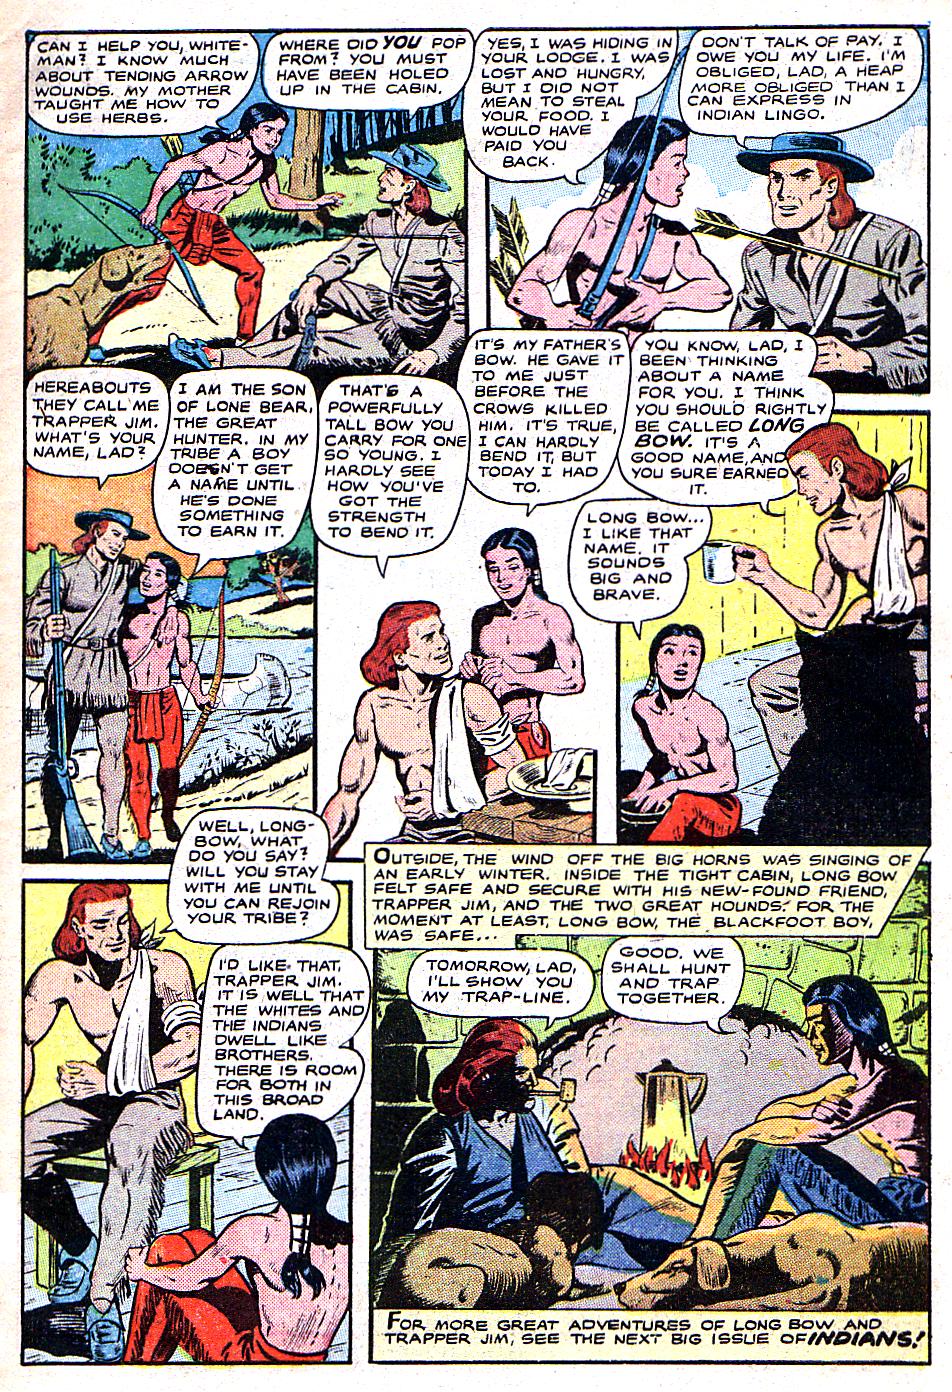 CAN I HELP YOU, WHITE-
MAN? I KNOW MUCH
ABOUT TENDING ARROW
WOUNDS. MY MOTHER
TAUGHT ME HOW TO
USE HERBS.
WHERE DID YOU POP
FROM? YOU MUST
HAVE BEEN HOLED
UP IN THE CABIN.
YES, I WAS HIDING IN
YOUR LODGE. I WAS
LOST AND HUNGRY,
BUT I DID NOT
MEAN TO STEAL
YOUR FOOD. I
WOULD HAVE
PAID YOU
BACK.
DON'T TALK OF PAY. I
OWE YOU MY LIFE. I'M
OBLIGED, LAD, A HEAP
MORE OBLIGED THAN I
CAN EXPRESS IN
INDIAN LINGO.
HEREABOUTS
THEY CALL ME
TRAPPER JIM.
WHAT'S YOUR
NAME, LAD?
I AM THE SON
OF LONE BEAR,
THE GREAT
HUNTER. IN MY
TRIBE A BOY
DOESN'T GET
A NAME UNTIL
HE'S DONE
SOMETHING
TO EARN IT.
THAT'S A
POWERFULLY
TALL BOW YOU
CARRY FOR ONE
SO YOUNG. I
HARDLY SEE
HOW YOU'VE
GOT THE
STRENGTH
TO BEND IT.
IT'S MY FATHER'S
BOW. HE GAVE IT
TO ME JUST
BEFORE THE
CROWS KILLED
HIM. IT'S TRUE,
I CAN HARDLY
BEND IT, BUT
TODAY I HAD
TO.
YOU KNOW, LAD, I
BEEN THINKING
ABOUT A NAME
FOR YOU. I THINK
YOU SHOULD RIGHTLY
BE CALLED LONG
BOW. IT'S A
GOOD NAME, AND
YOU SURE EARNED
IT.
LONG BOW...
I LIKE THAT
NAME. IT
SOUNDS
BIG AND
BRAVE.
WELL, LONG-
BOW, WHAT
DO YOU SAY?
WILL YOU STAY
WITH ME UNTIL
YOU CAN REJOIN
YOUR TRIBE?
I'D LIKE THAT,
TRAPPER JIM.
IT IS WELL THAT
THE WHITES AND
THE INDIANS
DWELL LIKE
BROTHERS.
THERE IS ROOM
FOR BOTH IN
THIS BROAD
LAND.
OUTSIDE, THE WIND OFF THE BIG HORNS WAS SINGING OF
AN EARLY WINTER. INSIDE THE TIGHT CABIN, LONG BOW
FELT SAFE AND SECURE WITH HIS NEW-FOUND FRIEND,
TRAPPER JIM, AND THE TWO GREAT HOUNDS. FOR THE
MOMENT AT LEAST, LONG BOW, THE BLACKFOOT BOY,
WAS SAFE...
TOMORROW, LAD,
I'LL SHOW YOU
MY TRAP-LINE.
GOOD. WE
SHALL HUNT
AND TRAP
TOGETHER.
FOR MORE GREAT ADVENTURES OF LONG BOW AND
TRAPPER JIM, SEE THE NEXT BIG ISSUE OF INDIANS!